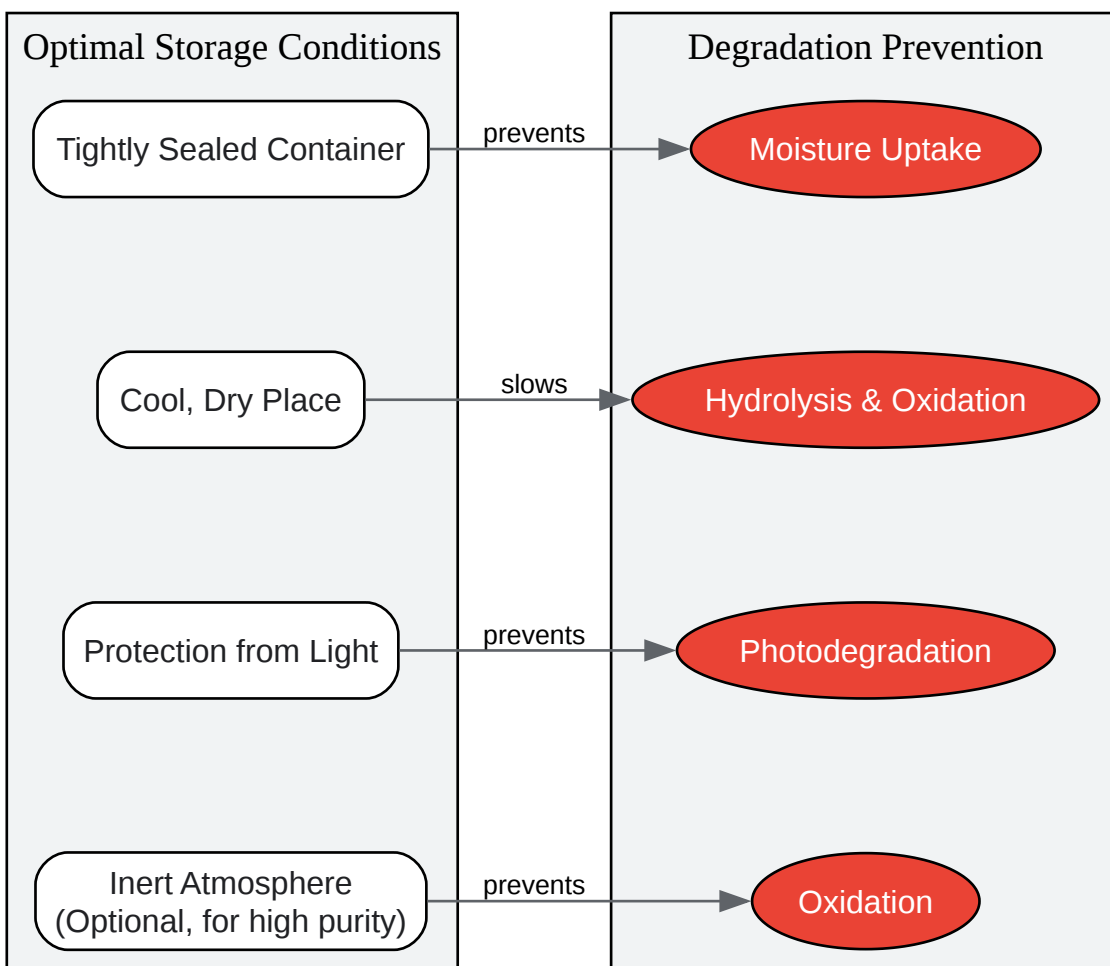 Optimal Storage Conditions
Degradation Prevention
Tightly Sealed Container
prevents
Moisture Uptake
Cool, Dry Place
slows
Hydrolysis & Oxidation
Protection from Light
prevents
Photodegradation
Inert Atmosphere
(Optional, for high purity)
prevents
Oxidation